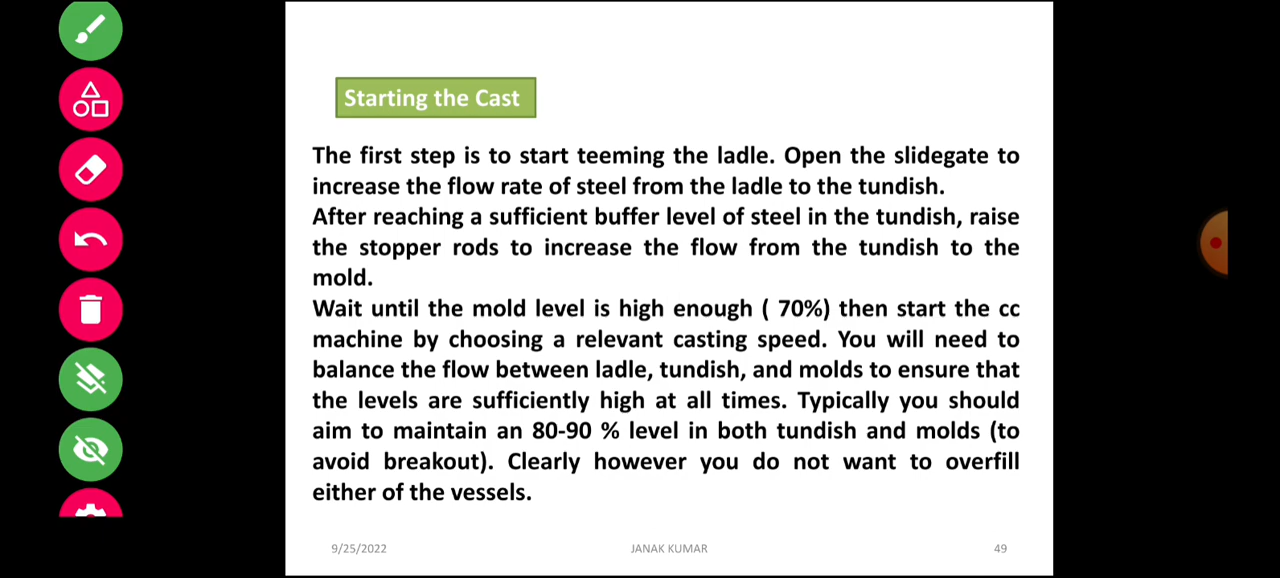 Starting the Cast
The first step is to start teeming the ladle. Open the slidegate to
increase the flow rate of steel from the ladle to the tundish.
After reaching a sufficient buffer level of steel in the tundish, raise
the stopper rods to increase the flow from the tundish to the
mold.
Wait until the mold level is high enough ( 70%) then start the cc
machine by choosing a relevant casting speed. You will need to
balance the flow between ladle, tundish, and molds to ensure that
the levels are sufficiently high at all times. Typically you should
aim to maintain an 80-90 % level in both tundish and molds (to
avoid breakout). Clearly however you do not want to overfill
either of the vessels.
9/25/2022 JANAK KUMAR 49